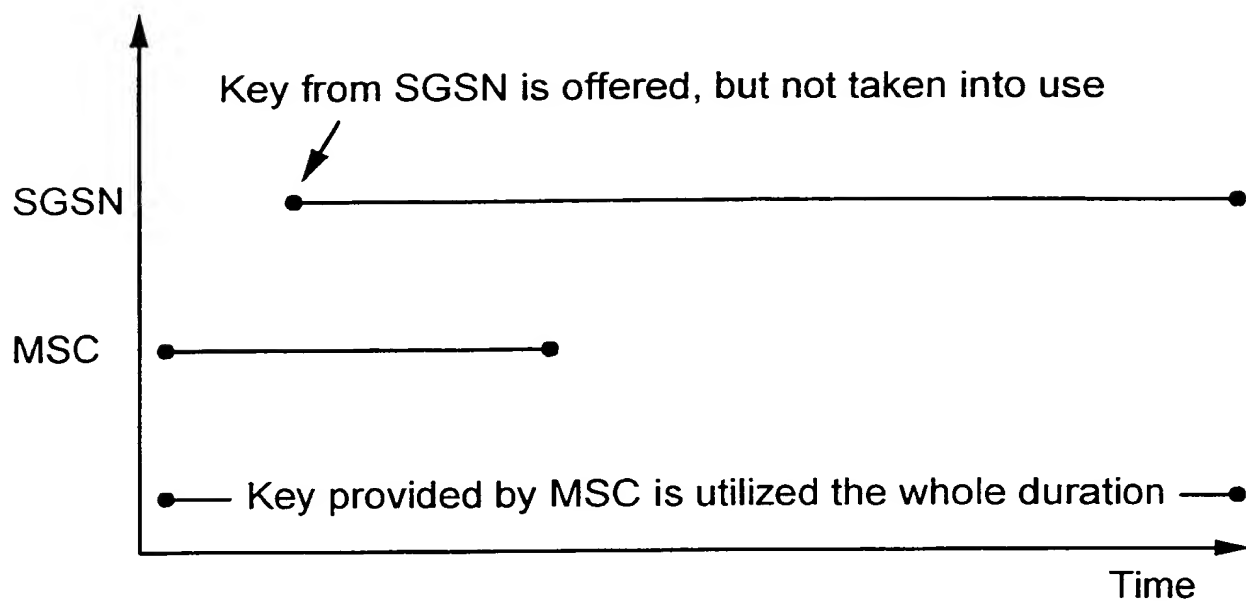 Key from SGSN is offered, but not taken into use
SGSN
MSC
Key provided by MSC is utilized the whole duration
Time